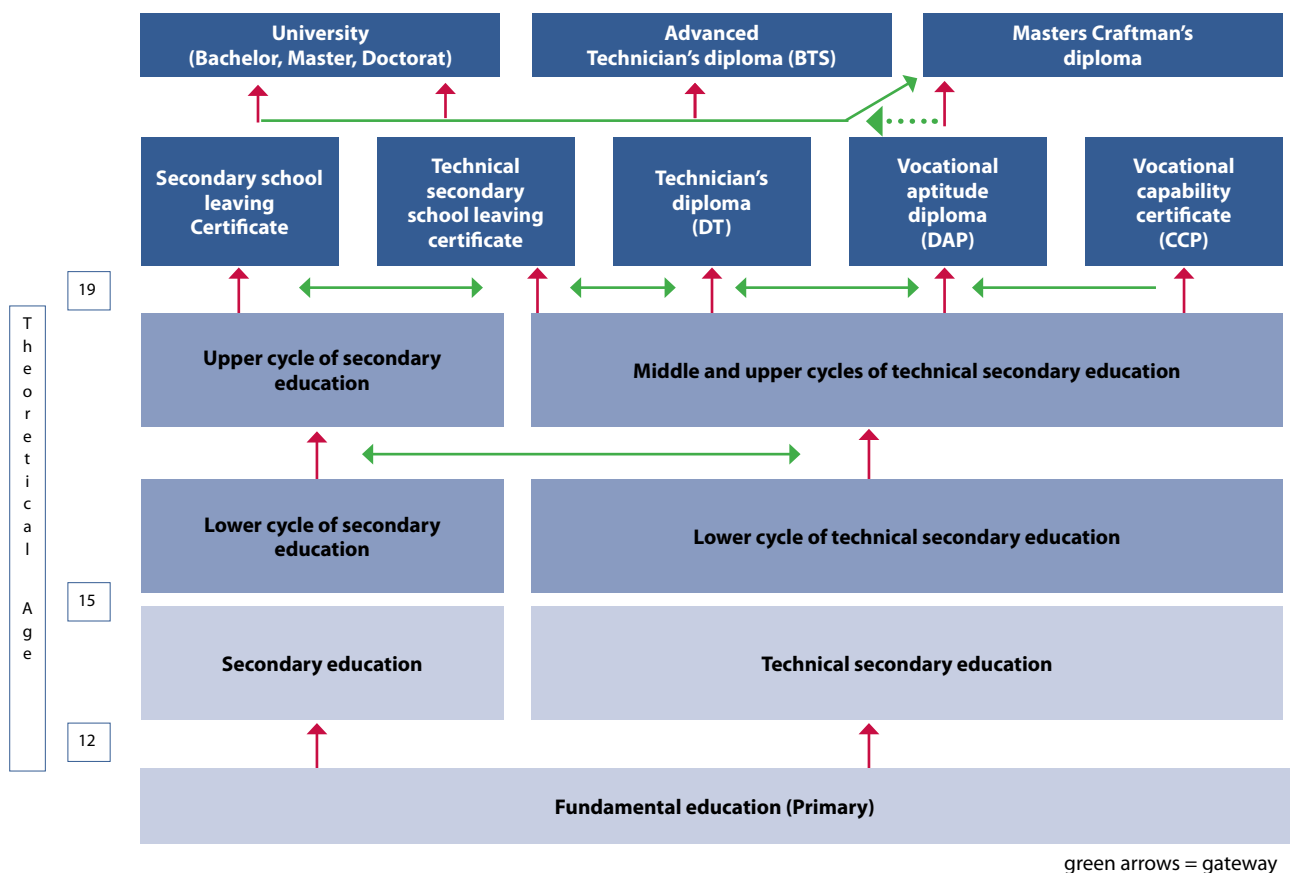 University
(Bachelor, Master, Doctorat)
Advanced
Technician's diploma (BTS)
Masters Craftman's
diploma
Secondary school
leaving
Certificate
Technical
secondary
school leaving
certificate
Technician's
diploma
(DT)
Vocational
aptitude
diploma
(DAP)
Vocational
capability
certificate
(CCP)
19
Theoretical Age
Upper cycle of secondary
education
Middle and upper cycles of technical secondary education
Lower cycle of secondary
education
Lower cycle of technical secondary education
15
Secondary education
Technical secondary education
12
Fundamental education (Primary)
green arrows = gateway